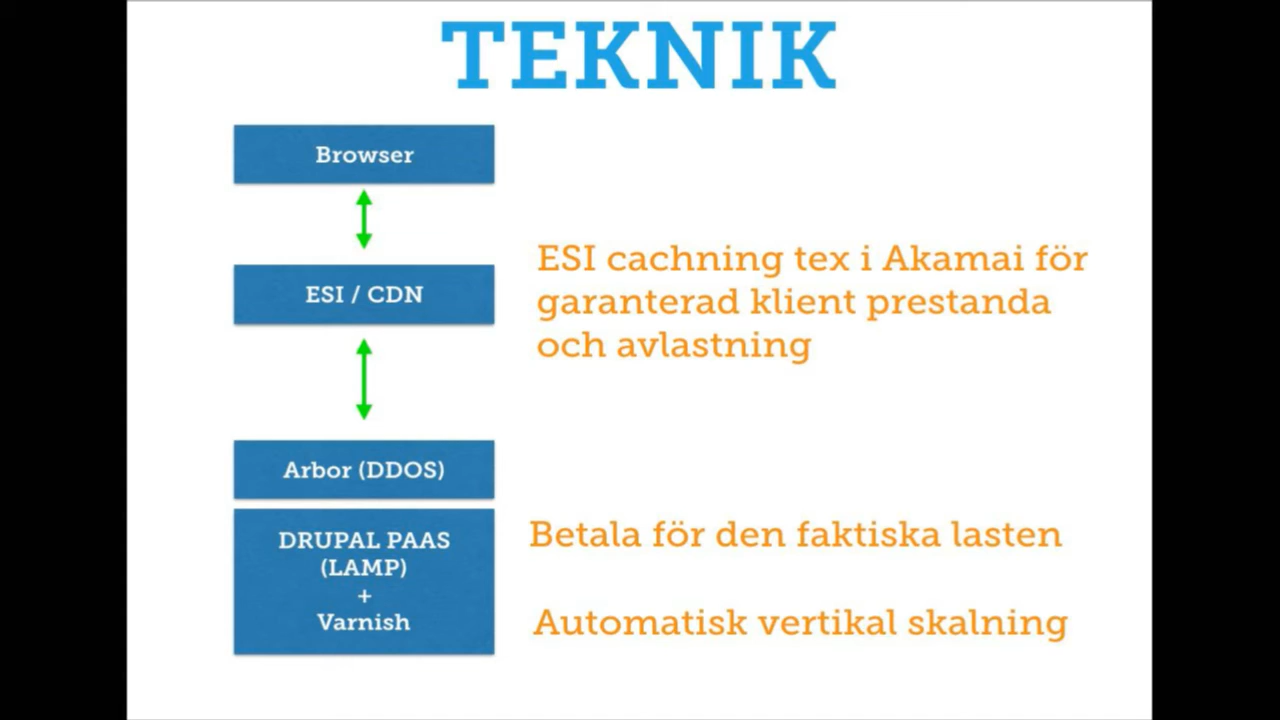 TEKNIK
Browser
ESI / CDN
ESI cachning tex i Akamai för
garanterad klient prestanda
och avlastning
Arbor (DDOS)
DRUPAL PAAS
(LAMP)
+
Varnish
Betala för den faktiska lasten
Automatisk vertikal skalning